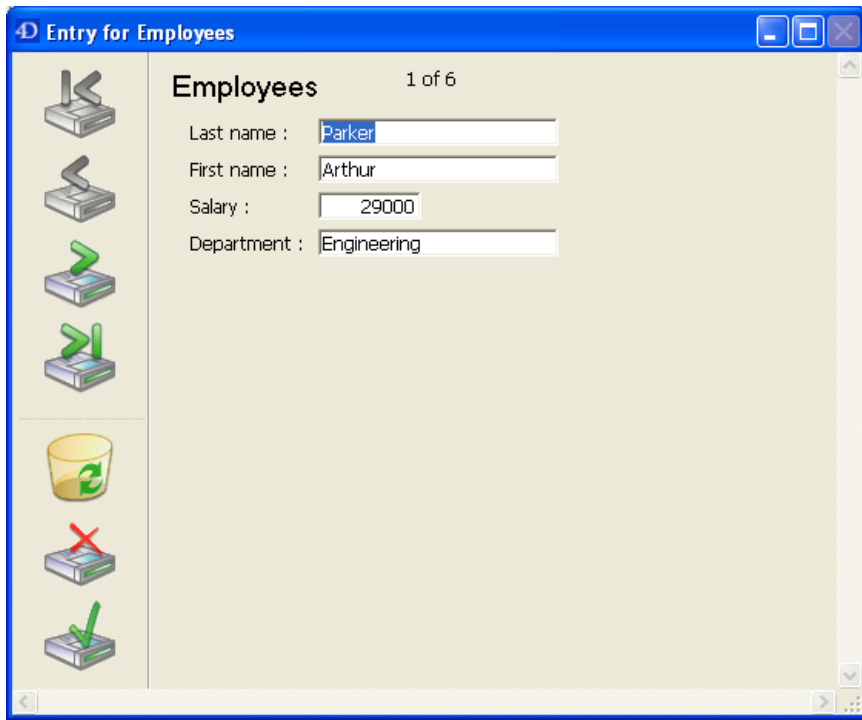 4D Entry for Employees
Employees 1 of 6
Last name : Parker
First name : Arthur
Salary : 29000
Department : Engineering